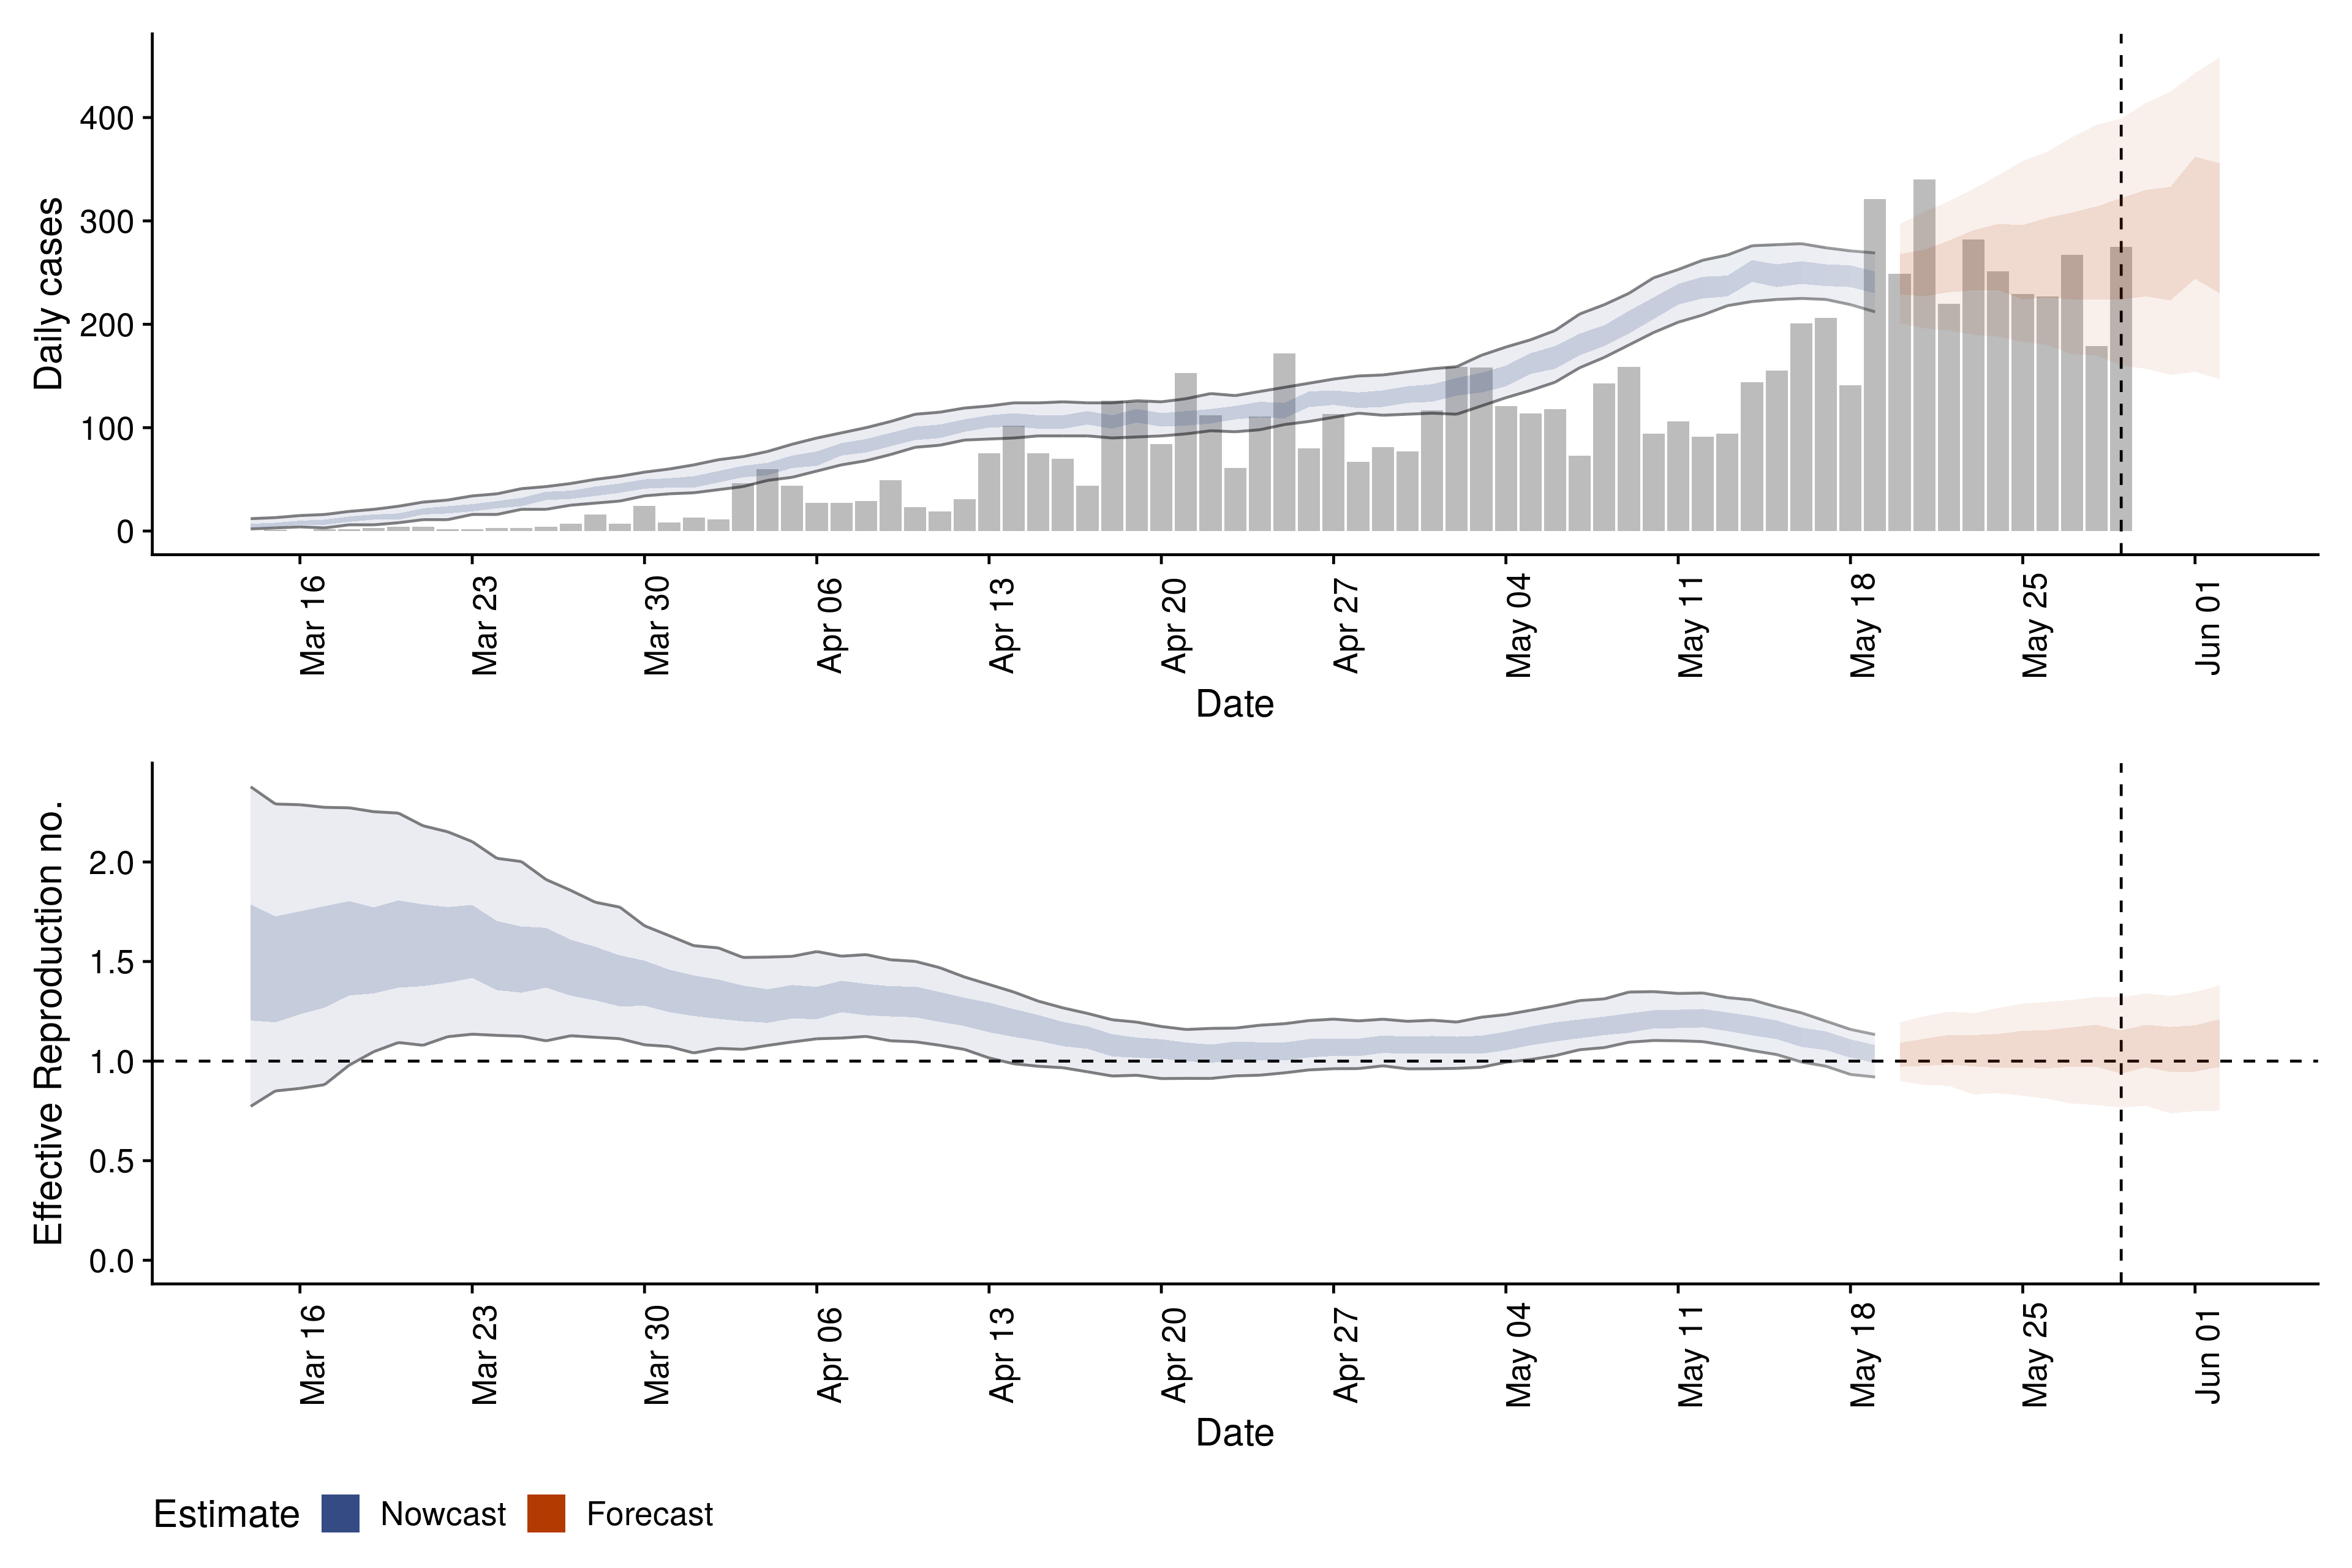 Daily cases
400
300
200
100
0
Mar 16
Mar 23
Mar 30
Apr 06
Apr 13
Apr 20
Apr 27
May 04
May 11
May 18
May 25
Jun 01
Date
Effective Reproduction no.
2.0
1.5
1.0
0.5
0.0
Mar 16
Mar 23
Mar 30
Apr 06
Apr 13
Apr 20
Apr 27
May 04
May 11
May 18
May 25
Jun 01
Date
Estimate Nowcast Forecast